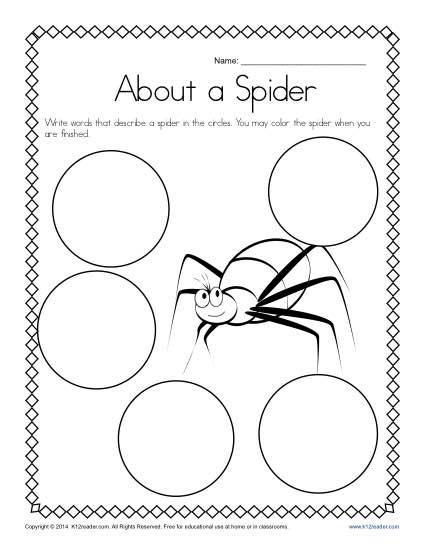 Name: ____________________________
About a Spider
Write words that describe a spider in the circles. You may color the spider when you
are finished.
Copyright © 2014 K12reader.com. All Rights Reserved. Free for educational use at home or in classrooms. www.k12reader.com